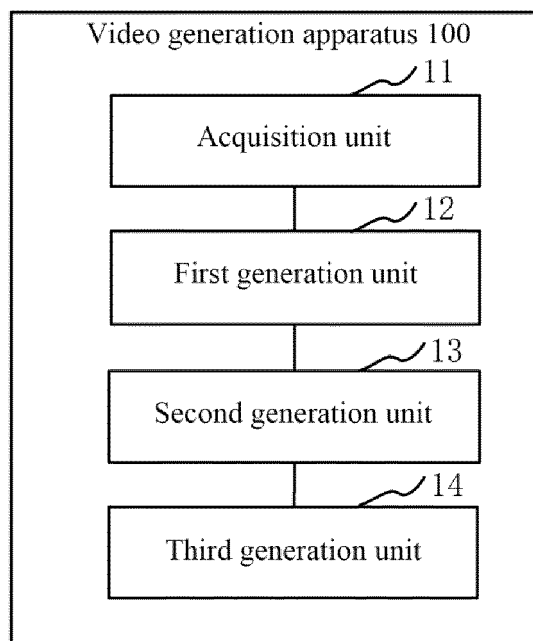 Video generation apparatus 100
11
Acquisition unit
12
First generation unit
13
Second generation unit
14
Third generation unit